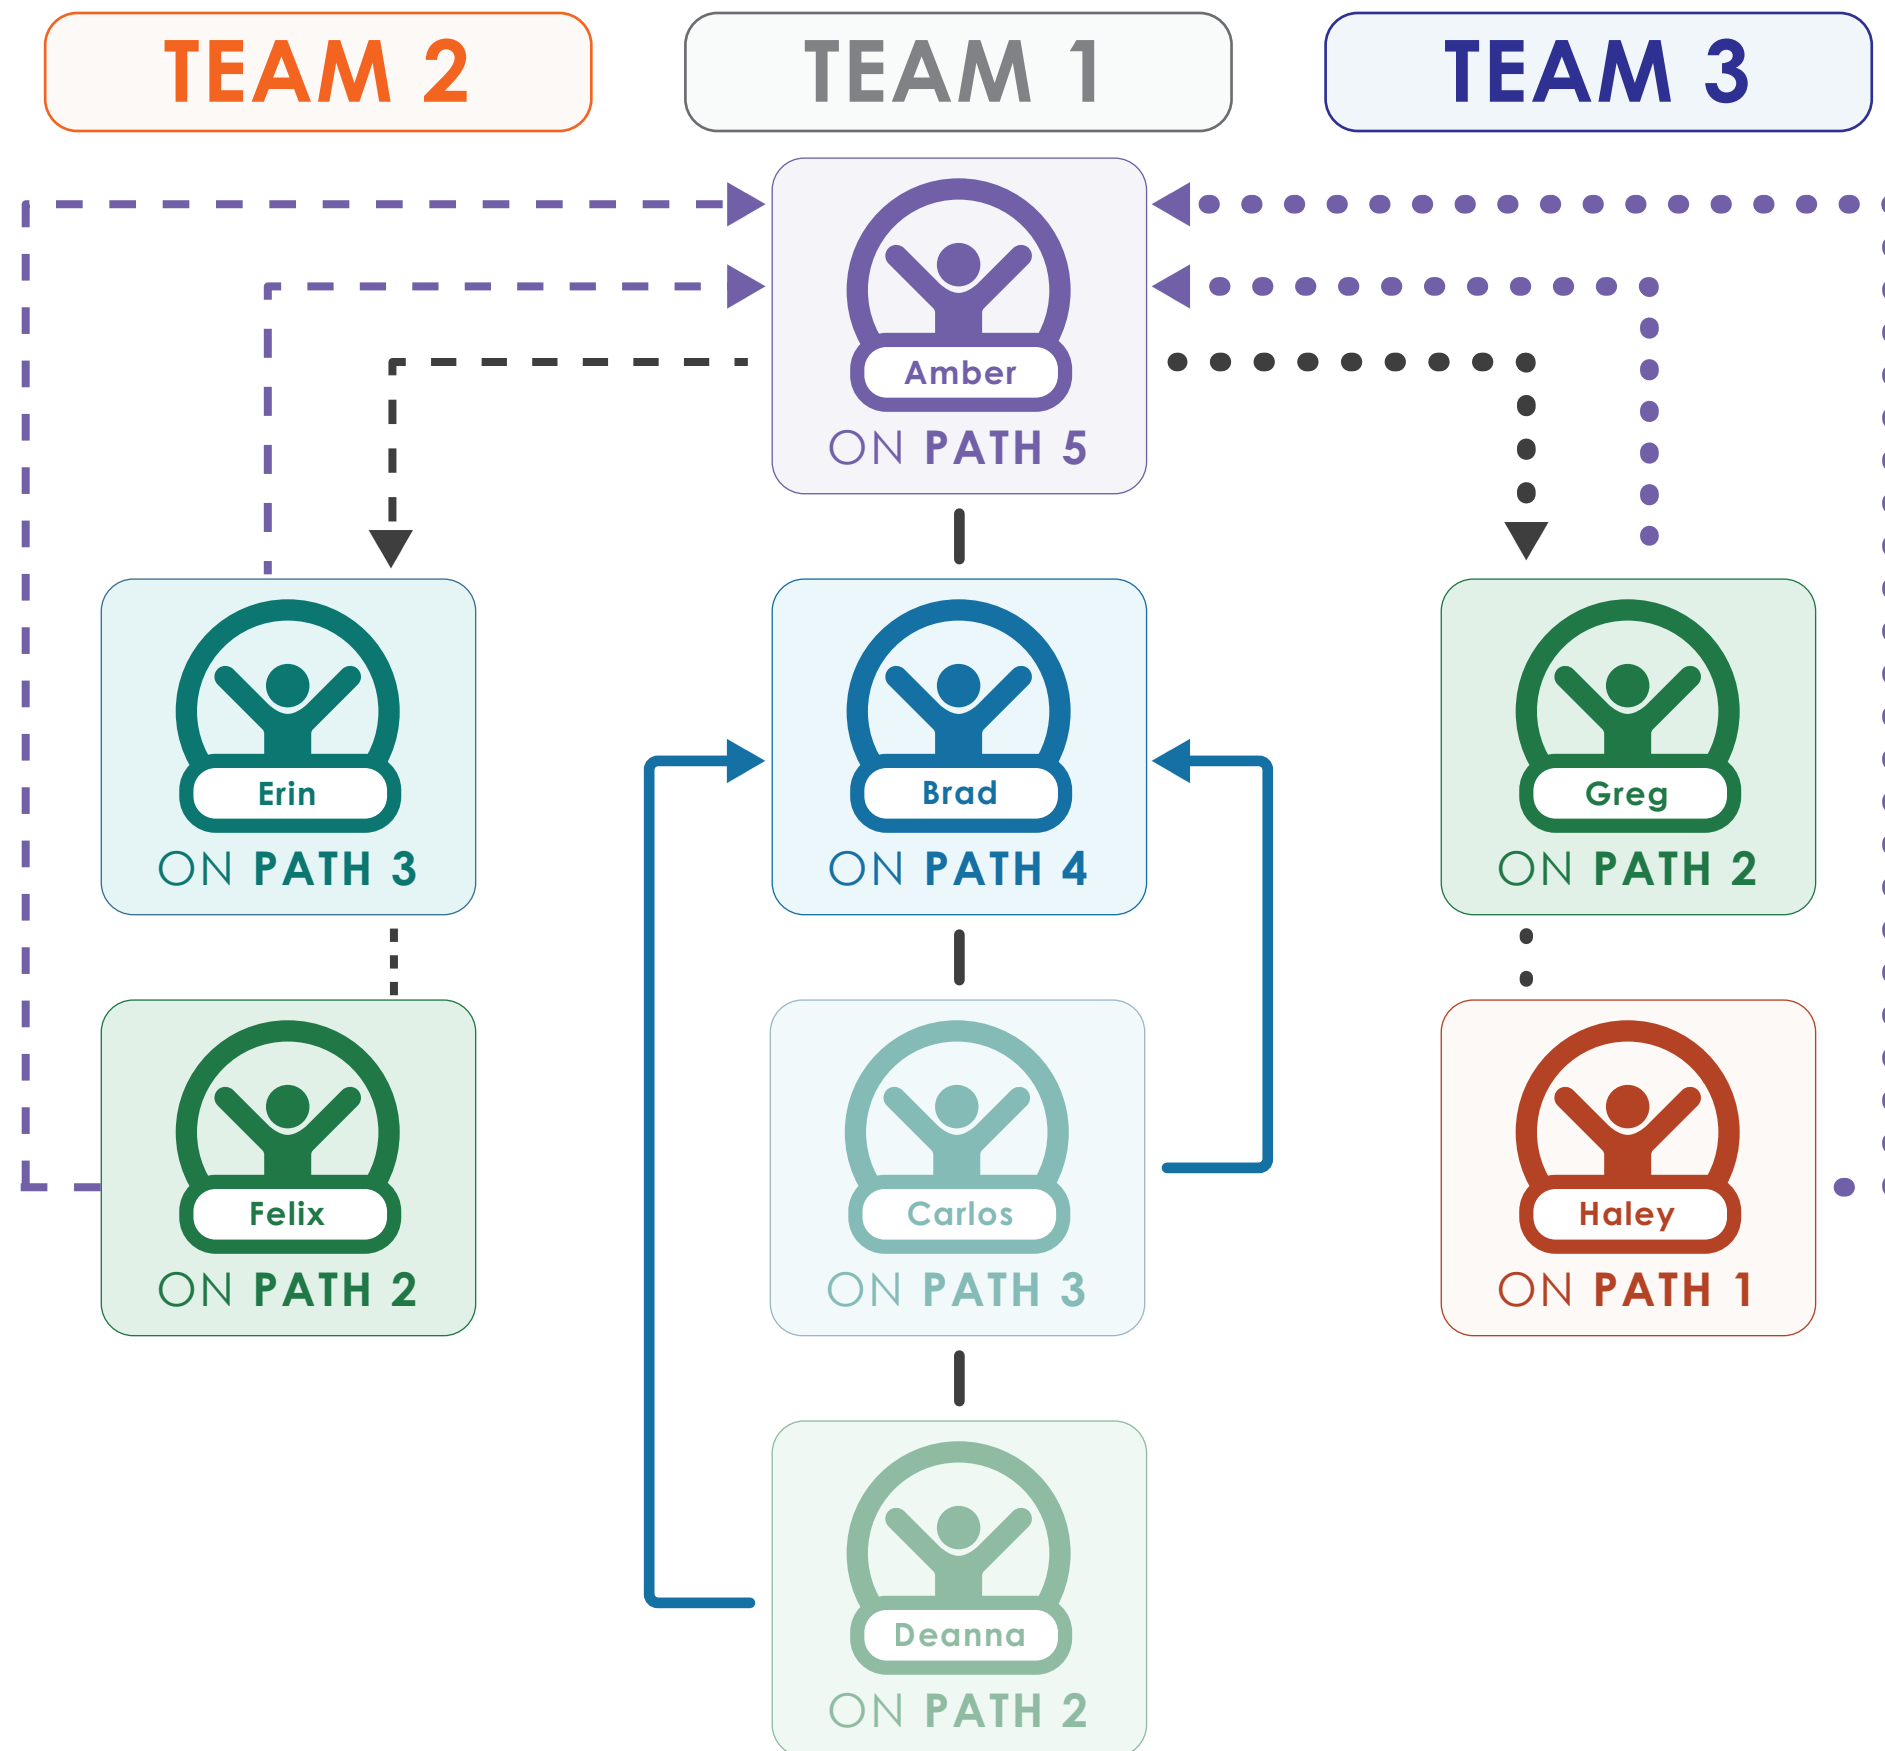 TEAM 2
TEAM 1
TEAM 3
Amber
ON PATH 5
Erin
ON PATH 3
Brad
ON PATH 4
Greg
ON PATH 2
Felix
ON PATH 2
Carlos
ON PATH 3
Haley
ON PATH 1
Deanna
ON PATH 2